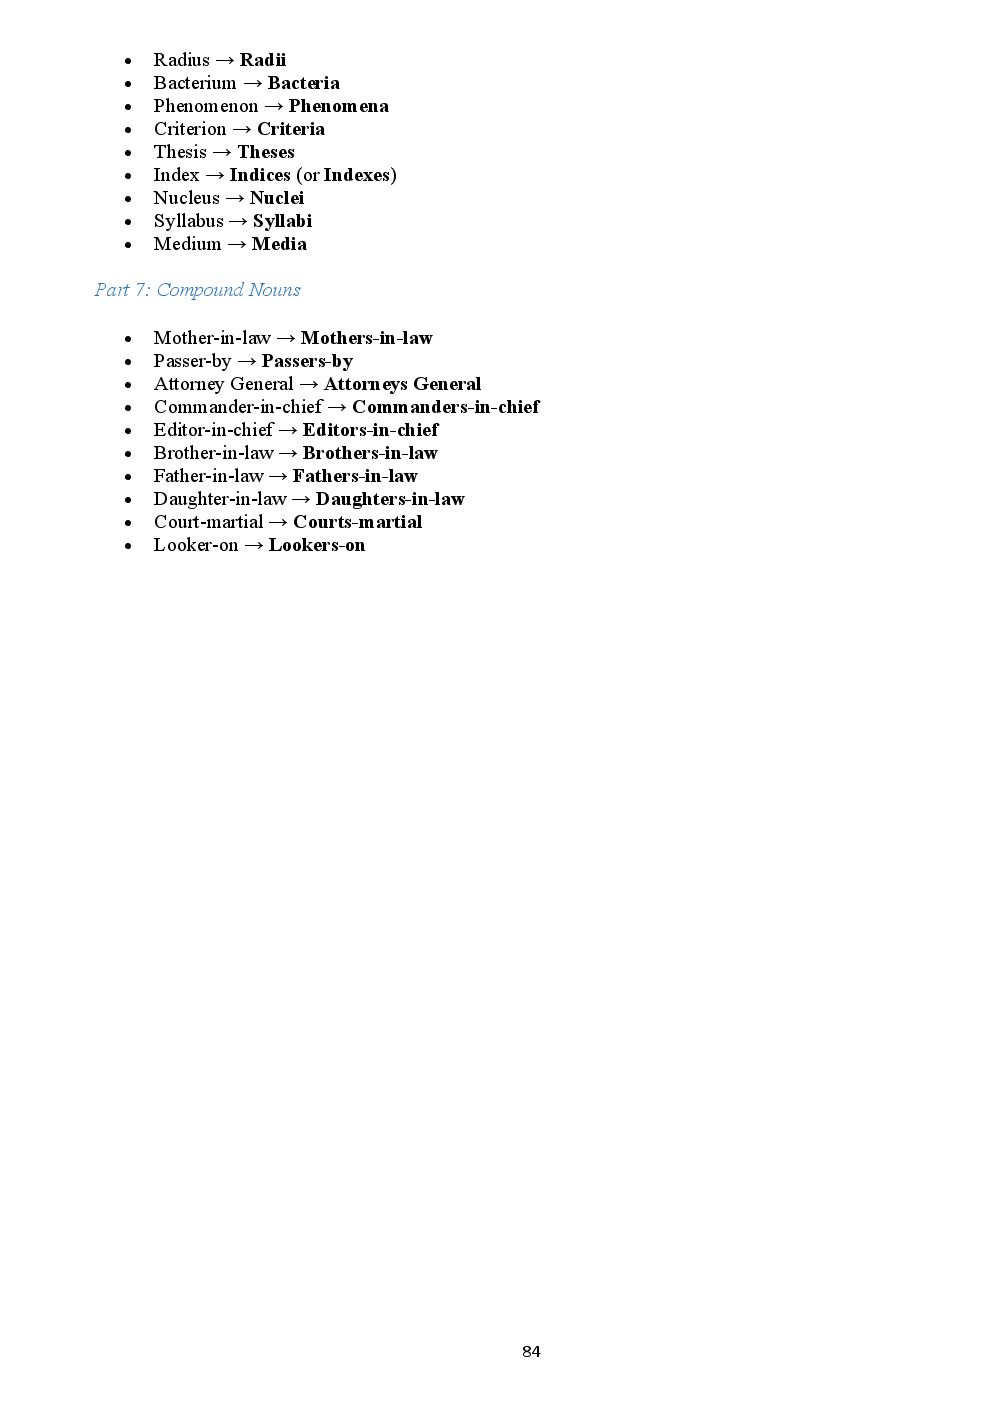 • Radius → Radii
• Bacterium → Bacteria
• Phenomenon → Phenomena
• Criterion → Criteria
• Thesis → Theses
• Index → Indices (or Indexes)
• Nucleus → Nuclei
• Syllabus → Syllabi
• Medium → Media
Part 7: Compound Nouns
• Mother-in-law → Mothers-in-law
• Passer-by → Passers-by
• Attorney General → Attorneys General
• Commander-in-chief → Commanders-in-chief
• Editor-in-chief → Editors-in-chief
• Brother-in-law → Brothers-in-law
• Father-in-law → Fathers-in-law
• Daughter-in-law → Daughters-in-law
• Court-martial → Courts-martial
• Looker-on → Lookers-on
84